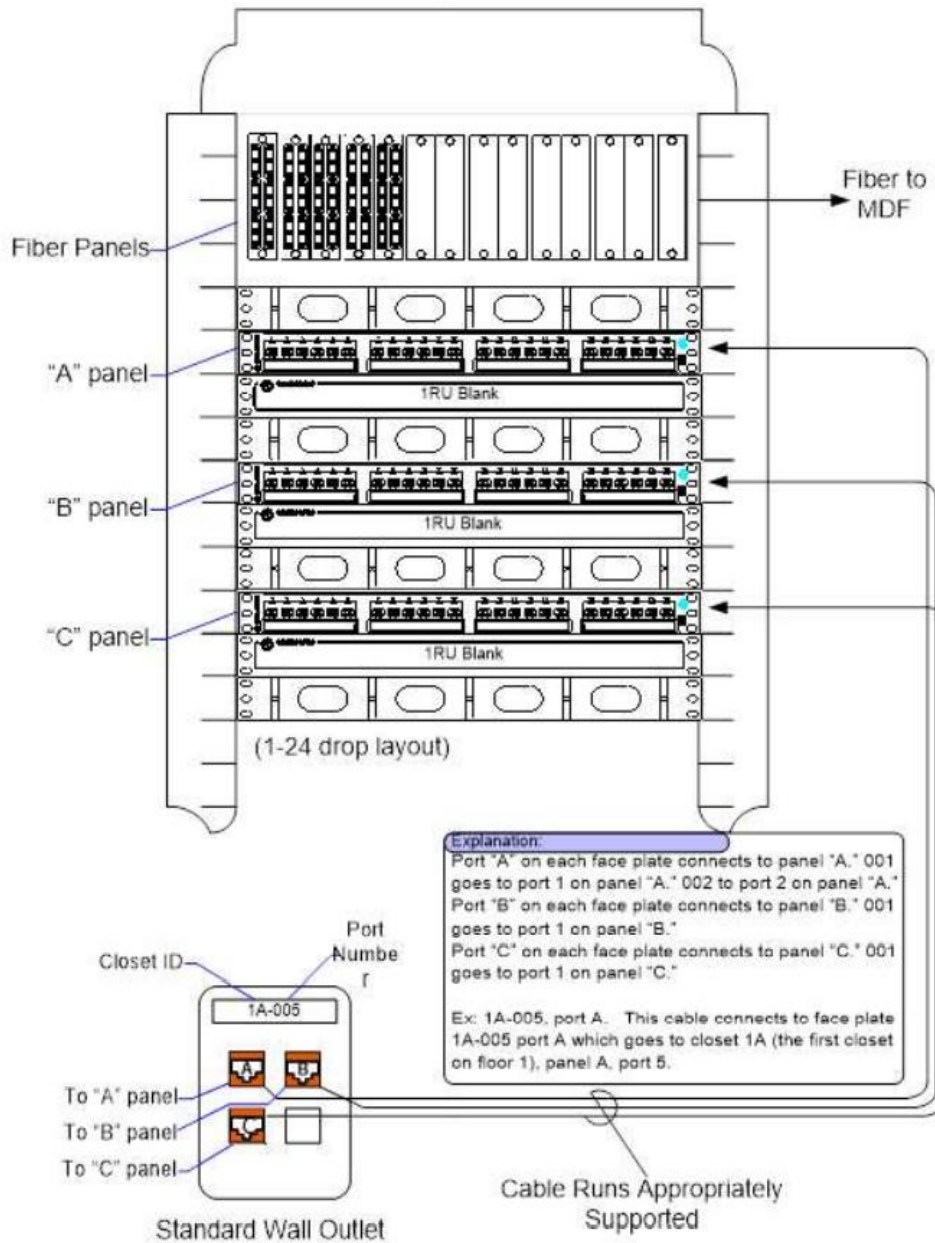 Fiber to
MDF
Fiber Panels
"A" panel
1RU Blank
"B" panel
1RU Blank
"C" panel
1RU Blank
(1-24 drop layout)
Explanation:
Port "A" on each face plate connects to panel "A." 001
goes to port 1 on panel "A." 002 to port 2 on panel "A."
Port "B" on each face plate connects to panel "B." 001
goes to port 1 on panel "B."
Port "C" on each face plate connects to panel "C." 001
goes to port 1 on panel "C."
Ex: 1A-005, port A. This cable connects to face plate
1A-005 port A which goes to closet 1A (the first closet
on floor 1), panel A, port 5.
Closet ID
Port
Numbe
r
1A-005
A
B
C
To "A" panel
To "B" panel
To "C" panel
Standard Wall Outlet
Cable Runs Appropriately
Supported